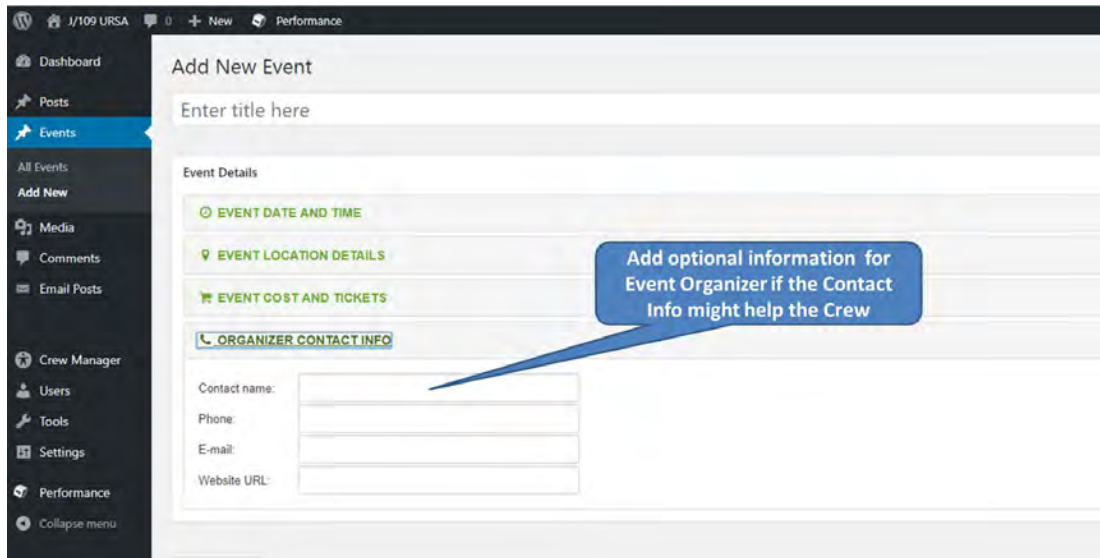 J/109 URSA 0 + New Performance
Dashboard
Posts
Events
All Events
Add New
Media
Comments
Email Posts
Crew Manager
Users
Tools
Settings
Performance
Collapse menu
Add New Event
Enter title here
Event Details
EVENT DATE AND TIME
EVENT LOCATION DETAILS
EVENT COST AND TICKETS
ORGANIZER CONTACT INFO
Contact name:
Phone:
E-mail:
Website URL:
Add optional information for
Event Organizer if the Contact
Info might help the Crew